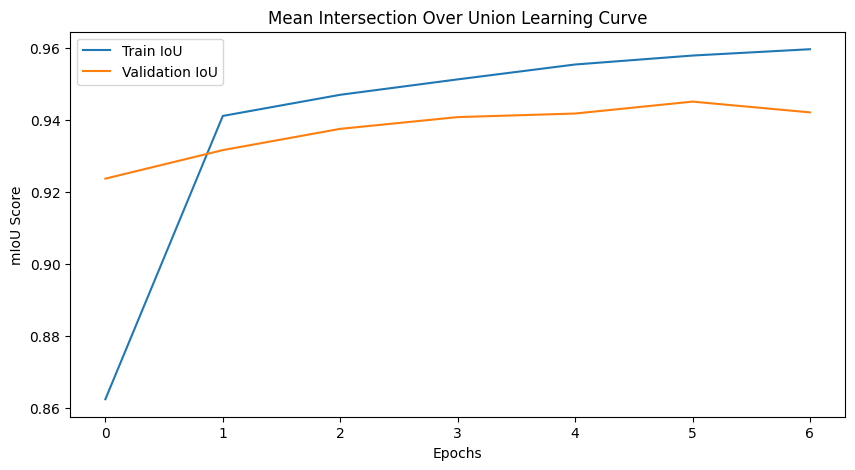 Mean Intersection Over Union Learning Curve
Train IoU
Validation IoU
mIoU Score
0.96
0.94
0.92
0.90
0.88
0.86
0 1 2 3 4 5 6
Epochs